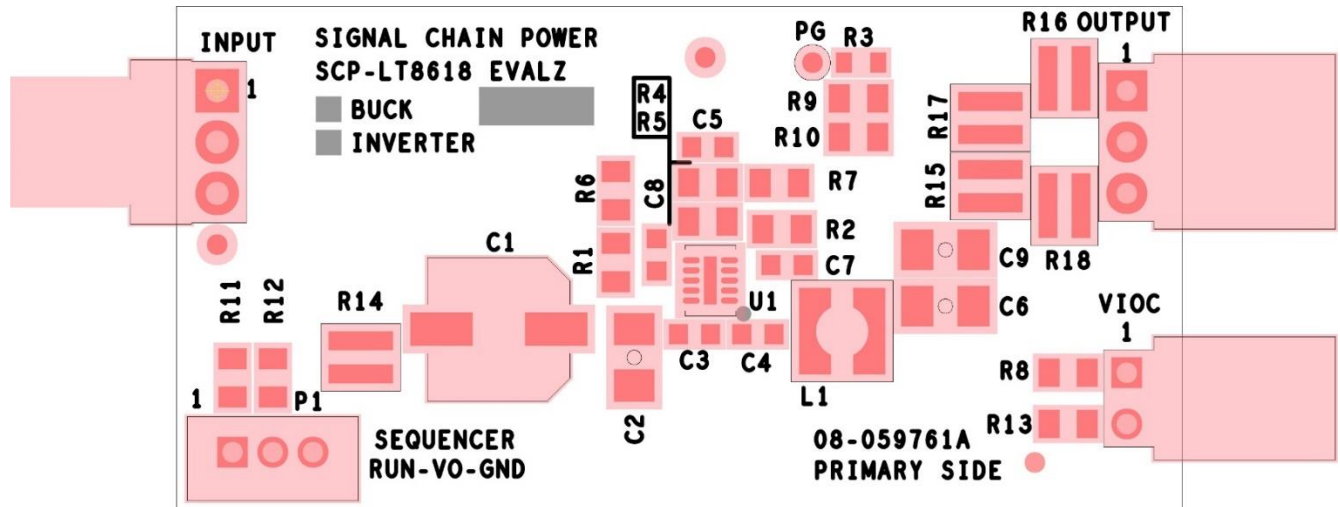 INPUT
1
SIGNAL CHAIN POWER
SCP-LT8618 EVALZ
BUCK
INVERTER
R4
R5
C5
PG
R3
R9
R10
R16 OUTPUT
1
R17
R15
R18
R6
C8
R7
R1
R2
C7
C9
C6
C1
U1
R11
R12
R14
C3
C4
L1
C2
VIOC
1
R8
R13
1
P1
SEQUENCER
RUN-VO-GND
08-059761A
PRIMARY SIDE